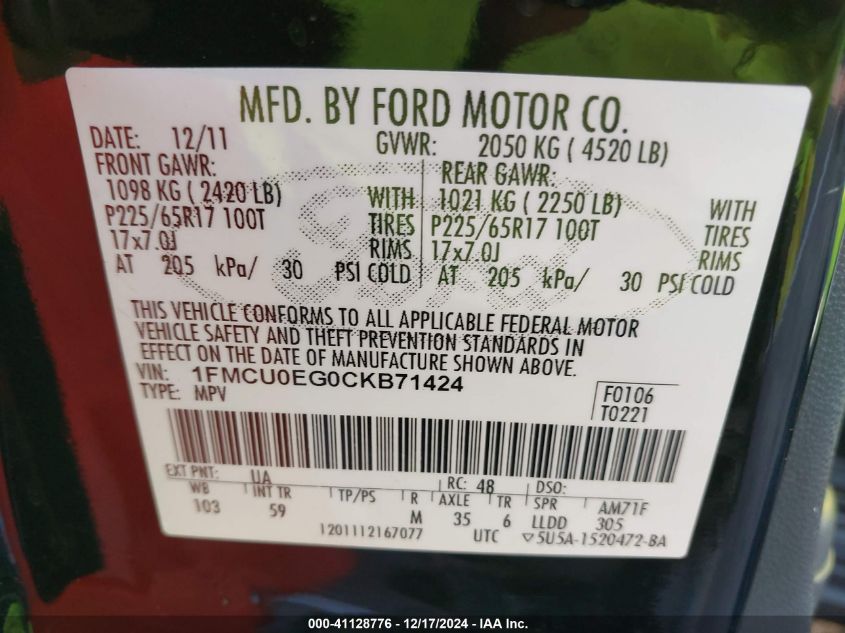 MFD. BY FORD MOTOR CO.
DATE: 12/11 GVWR: 2050 KG ( 4520 LB)
FRONT GAWR: REAR GAWR:
1098 KG ( 2420 LB) WITH 1021 KG ( 2250 LB) WITH
P225/65R17 100T TIRES P225/65R17 100T TIRES
17x7.0J RIMS 17x7.0J RIMS
AT 205 kPa/ 30 PSI COLD AT 205 kPa/ 30 PSI COLD
THIS VEHICLE CONFORMS TO ALL APPLICABLE FEDERAL MOTOR
VEHICLE SAFETY AND THEFT PREVENTION STANDARDS IN
EFFECT ON THE DATE OF MANUFACTURE SHOWN ABOVE.
VIN: 1FMCU0EG0CKB71424
TYPE: MPV F0106
T0221
EXT PNT: UA RC: 48 DSO:
WB INT TR TP/PS R AXLE TR SPR AM71F
103 59 M 35 6 LLDD 305
1201112167077 UTC ▽5U5A-1520472-BA
000-41128776 — 12/17/2024 — IAA Inc.